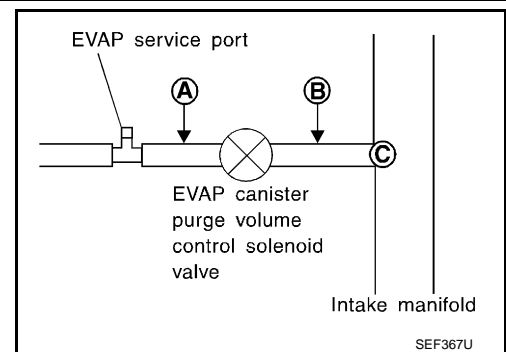 EVAP service port
A
B
C
EVAP canister
purge volume
control solenoid
valve
Intake manifold
SEF367U